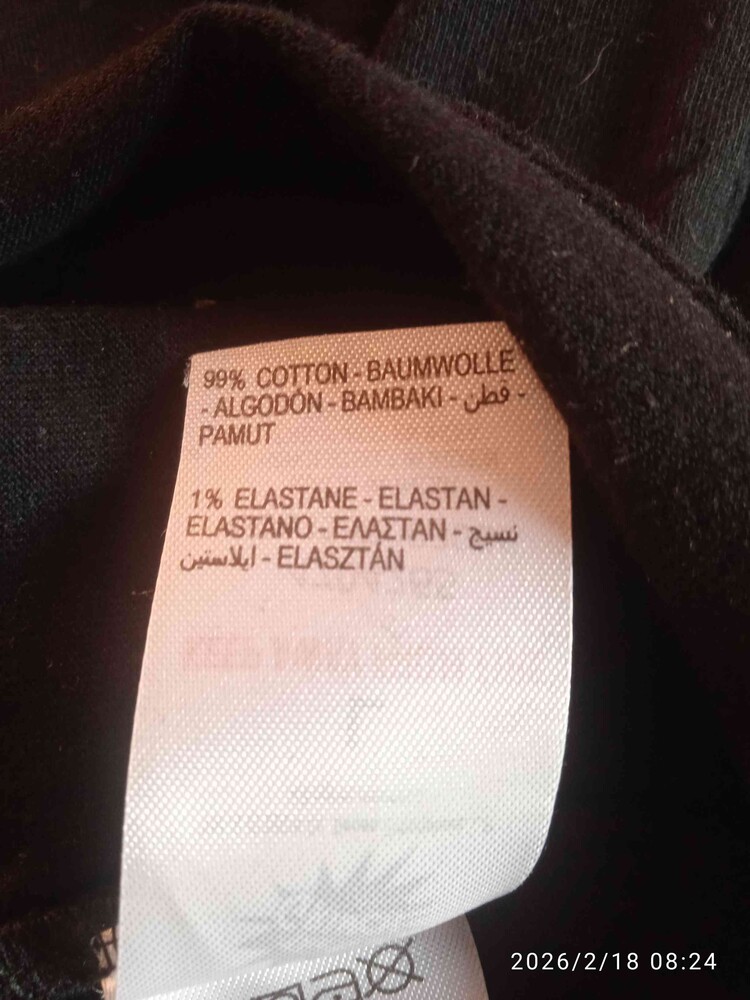 99% COTTON - BAUMWOLLE
- ALGODÓN - BAMBAKI - قطن -
PAMUT
1% ELASTANE - ELASTAN -
ELASTANO - ΕΛΑΣΤΑΝ - نسيج
ايلاستين - ELASZTÁN
2026/2/18 08:24